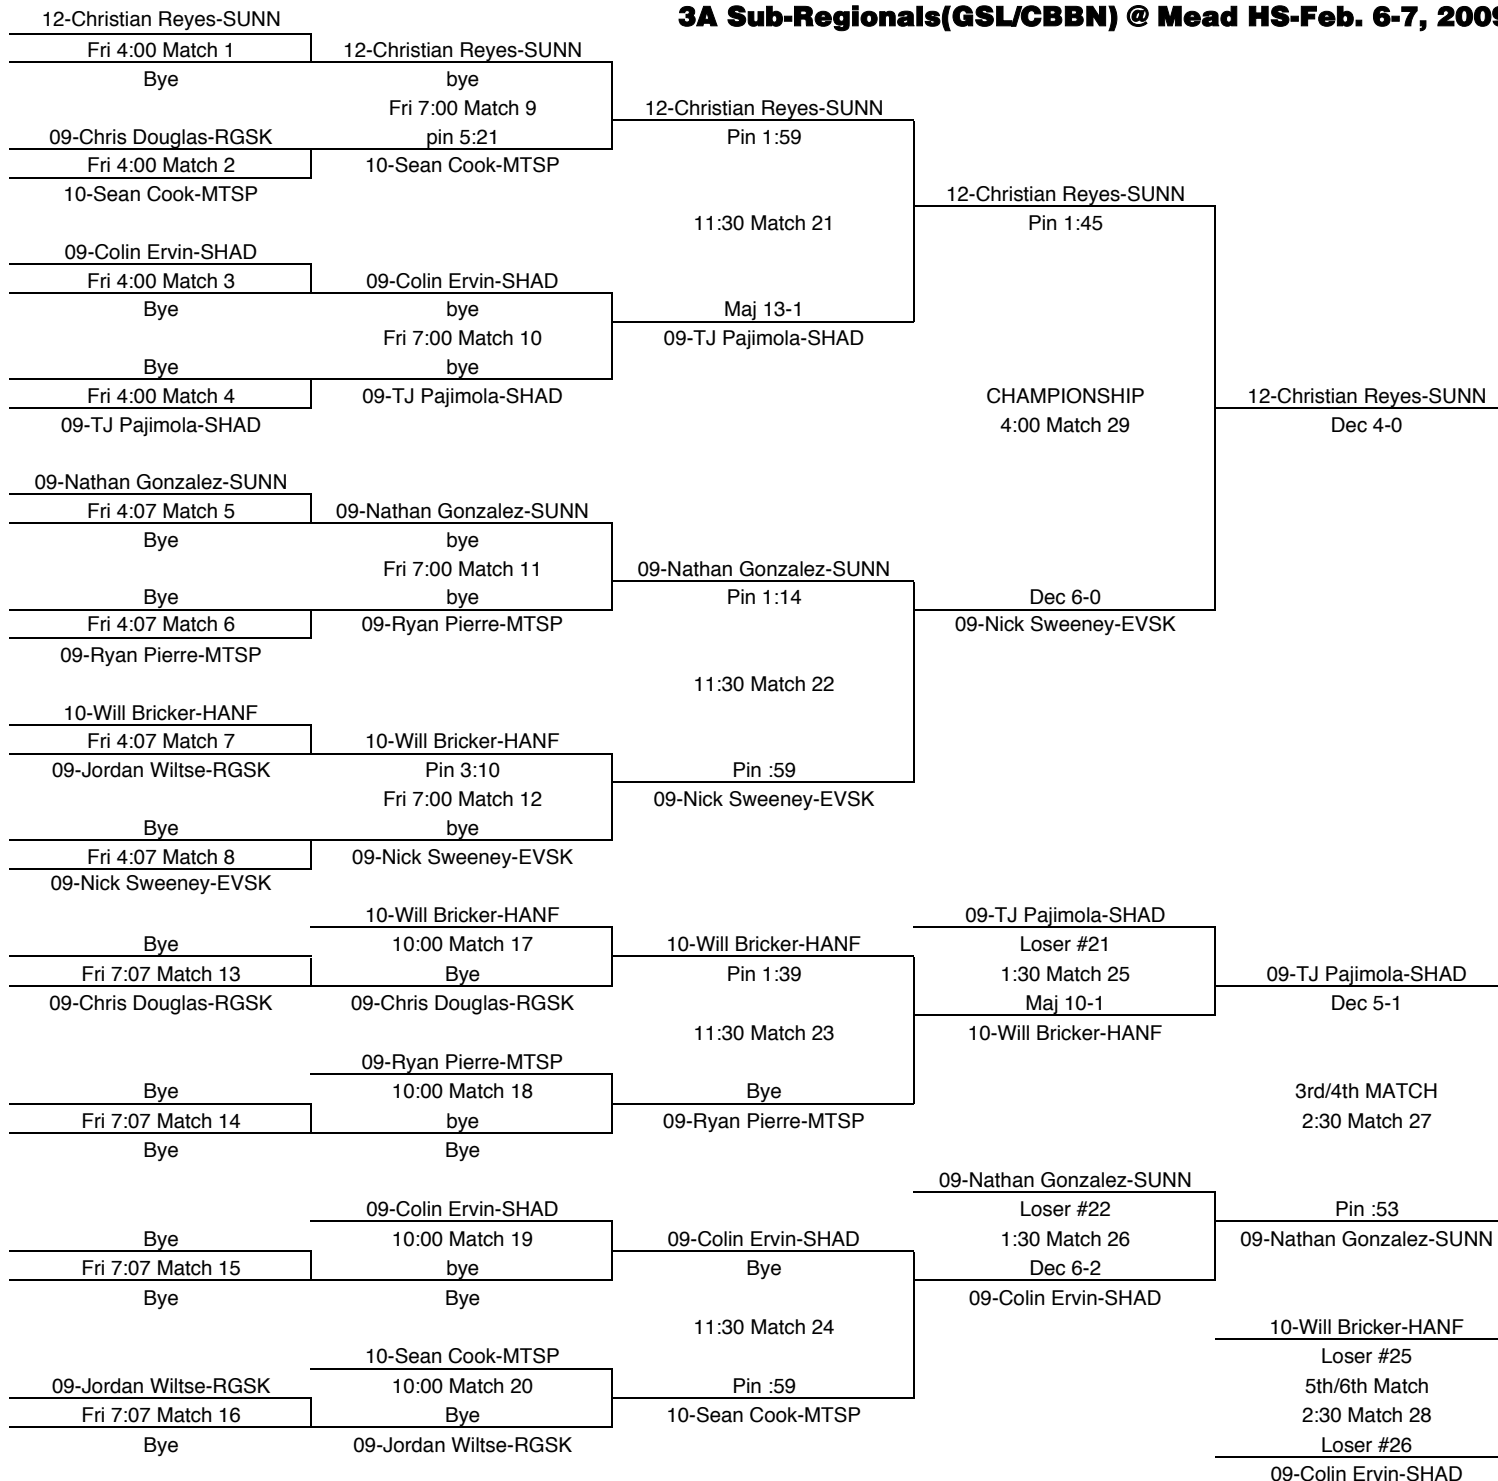 12-Christian Reyes-SUNN
3A Sub-Regionals(GSL/CBBN) @ Mead HS-Feb. 6-7, 2009
Fri 4:00 Match 1
12-Christian Reyes-SUNN
Bye
bye
Fri 7:00 Match 9
12-Christian Reyes-SUNN
09-Chris Douglas-RGSK
pin 5:21
Pin 1:59
Fri 4:00 Match 2
10-Sean Cook-MTSP
10-Sean Cook-MTSP
12-Christian Reyes-SUNN
11:30 Match 21
Pin 1:45
09-Colin Ervin-SHAD
Fri 4:00 Match 3
09-Colin Ervin-SHAD
Bye
bye
Maj 13-1
Fri 7:00 Match 10
09-TJ Pajimola-SHAD
Bye
bye
Fri 4:00 Match 4
09-TJ Pajimola-SHAD
CHAMPIONSHIP
12-Christian Reyes-SUNN
09-TJ Pajimola-SHAD
4:00 Match 29
Dec 4-0
09-Nathan Gonzalez-SUNN
Fri 4:07 Match 5
09-Nathan Gonzalez-SUNN
Bye
bye
Fri 7:00 Match 11
09-Nathan Gonzalez-SUNN
Bye
bye
Pin 1:14
Dec 6-0
Fri 4:07 Match 6
09-Ryan Pierre-MTSP
09-Nick Sweeney-EVSK
09-Ryan Pierre-MTSP
11:30 Match 22
10-Will Bricker-HANF
Fri 4:07 Match 7
10-Will Bricker-HANF
09-Jordan Wiltse-RGSK
Pin 3:10
Pin :59
Fri 7:00 Match 12
09-Nick Sweeney-EVSK
Bye
bye
Fri 4:07 Match 8
09-Nick Sweeney-EVSK
09-Nick Sweeney-EVSK
10-Will Bricker-HANF
09-TJ Pajimola-SHAD
Bye
10:00 Match 17
10-Will Bricker-HANF
Loser #21
Fri 7:07 Match 13
Bye
Pin 1:39
1:30 Match 25
09-TJ Pajimola-SHAD
09-Chris Douglas-RGSK
09-Chris Douglas-RGSK
Maj 10-1
Dec 5-1
11:30 Match 23
10-Will Bricker-HANF
09-Ryan Pierre-MTSP
Bye
10:00 Match 18
Bye
3rd/4th MATCH
Fri 7:07 Match 14
bye
09-Ryan Pierre-MTSP
2:30 Match 27
Bye
Bye
09-Nathan Gonzalez-SUNN
09-Colin Ervin-SHAD
Loser #22
Pin :53
Bye
10:00 Match 19
09-Colin Ervin-SHAD
1:30 Match 26
09-Nathan Gonzalez-SUNN
Fri 7:07 Match 15
bye
Bye
Dec 6-2
Bye
Bye
09-Colin Ervin-SHAD
11:30 Match 24
10-Will Bricker-HANF
10-Sean Cook-MTSP
Loser #25
09-Jordan Wiltse-RGSK
10:00 Match 20
Pin :59
5th/6th Match
Fri 7:07 Match 16
Bye
10-Sean Cook-MTSP
2:30 Match 28
Bye
09-Jordan Wiltse-RGSK
Loser #26
09-Colin Ervin-SHAD